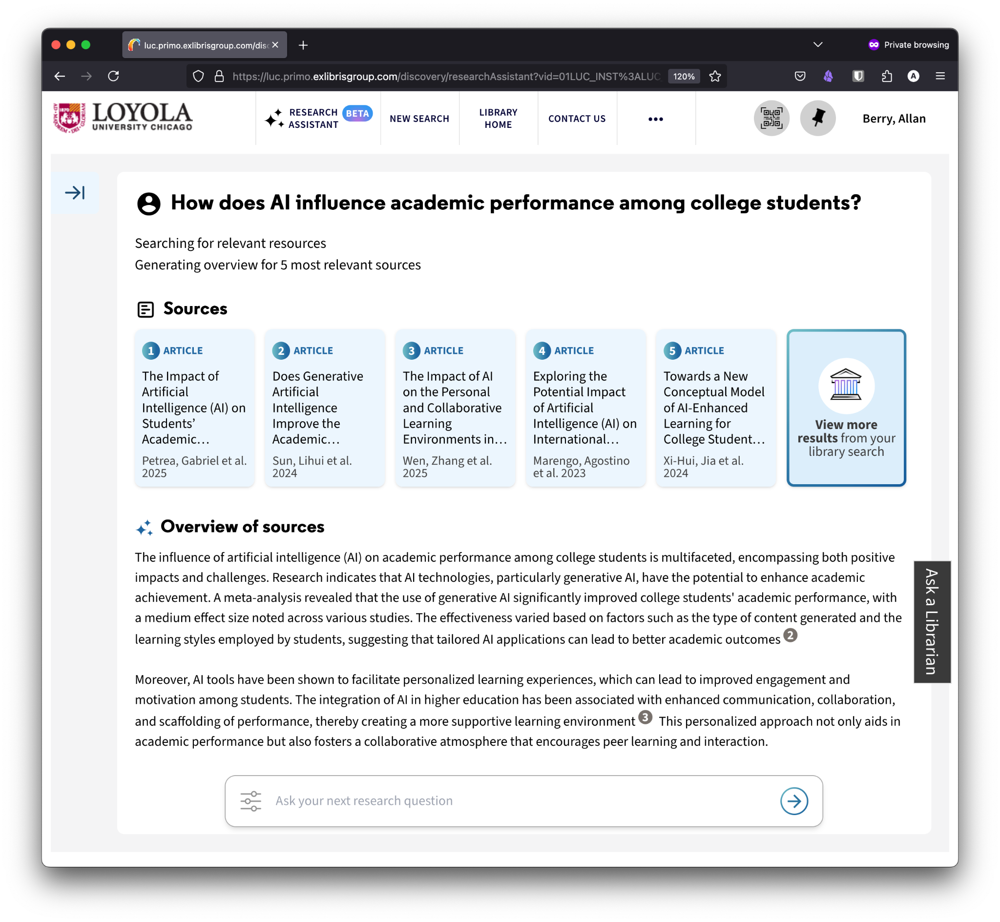 luc.primo.exlibrisgroup.com/disc
Private browsing
https://luc.primo.exlibrisgroup.com/discovery/researchAssistant?vid=01LUC_INST%3ALUC_
120%
A
1870
AD • MAJOREM • DEI • GLORIAM
LOYOLA
UNIVERSITY CHICAGO
RESEARCH
ASSISTANT
BETA
NEW SEARCH
LIBRARY
HOME
CONTACT US
Berry, Allan
How does AI influence academic performance among college students?
Searching for relevant resources
Generating overview for 5 most relevant sources
Sources
1 ARTICLE
The Impact of
Artificial
Intelligence (AI) on
Students’
Academic…
Petrea, Gabriel et al.
2025
2 ARTICLE
Does Generative
Artificial
Intelligence
Improve the
Academic…
Sun, Lihui et al.
2024
3 ARTICLE
The Impact of AI
on the Personal
and Collaborative
Learning
Environments in…
Wen, Zhang et al.
2025
4 ARTICLE
Exploring the
Potential Impact
of Artificial
Intelligence (AI) on
International…
Marengo, Agostino
et al. 2023
5 ARTICLE
Towards a New
Conceptual Model
of AI-Enhanced
Learning for
College Student…
Xi-Hui, Jia et al.
2024
View more
results from your
library search
Overview of sources
The influence of artificial intelligence (AI) on academic performance among college students is multifaceted, encompassing both positive
impacts and challenges. Research indicates that AI technologies, particularly generative AI, have the potential to enhance academic
achievement. A meta-analysis revealed that the use of generative AI significantly improved college students' academic performance, with
a medium effect size noted across various studies. The effectiveness varied based on factors such as the type of content generated and the
learning styles employed by students, suggesting that tailored AI applications can lead to better academic outcomes 2
Moreover, AI tools have been shown to facilitate personalized learning experiences, which can lead to improved engagement and
motivation among students. The integration of AI in higher education has been associated with enhanced communication, collaboration,
and scaffolding of performance, thereby creating a more supportive learning environment 3 This personalized approach not only aids in
academic performance but also fosters a collaborative atmosphere that encourages peer learning and interaction.
Ask a Librarian
Ask your next research question